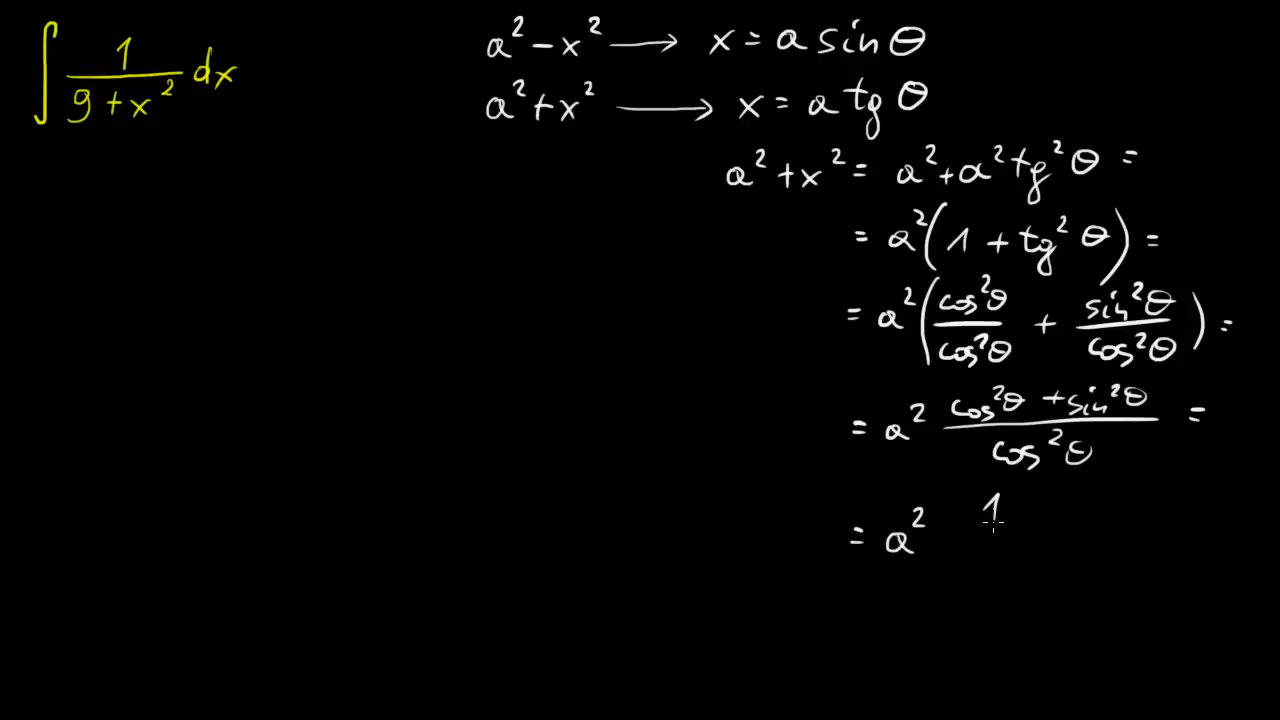 ∫ 1/(9+x²) dx
a²-x² → x = a sin θ
a²+x² → x = a tg θ
a²+x² = a²+a² tg² θ =
= a²(1 + tg² θ) =
= a²(cos²θ/cos²θ + sin²θ/cos²θ) =
= a² (cos²θ + sin²θ)/cos²θ =
= a² 1